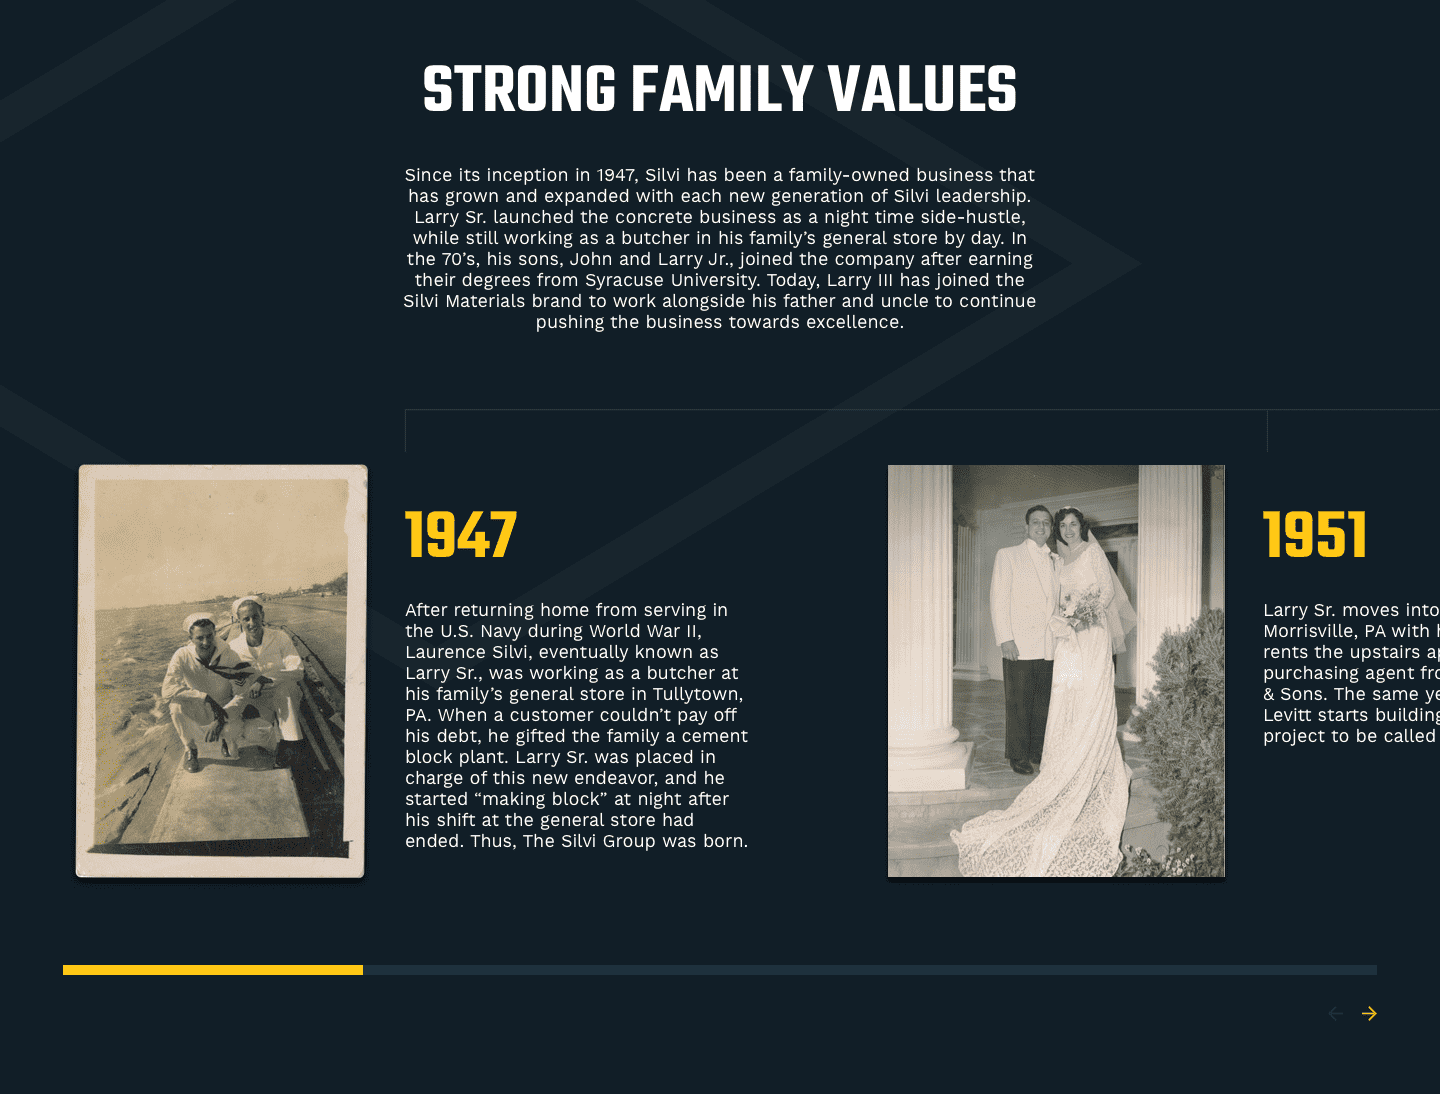 STRONG FAMILY VALUES
Since its inception in 1947, Silvi has been a family-owned business that
has grown and expanded with each new generation of Silvi leadership.
Larry Sr. launched the concrete business as a night time side-hustle,
while still working as a butcher in his family’s general store by day. In
the 70’s, his sons, John and Larry Jr., joined the company after earning
their degrees from Syracuse University. Today, Larry III has joined the
Silvi Materials brand to work alongside his father and uncle to continue
pushing the business towards excellence.
1947
After returning home from serving in
the U.S. Navy during World War II,
Laurence Silvi, eventually known as
Larry Sr., was working as a butcher at
his family’s general store in Tullytown,
PA. When a customer couldn’t pay off
his debt, he gifted the family a cement
block plant. Larry Sr. was placed in
charge of this new endeavor, and he
started “making block” at night after
his shift at the general store had
ended. Thus, The Silvi Group was born.
1951
Larry Sr. moves into
Morrisville, PA with
rents the upstairs
purchasing agent
& Sons. The same
Levitt starts building
project to be called